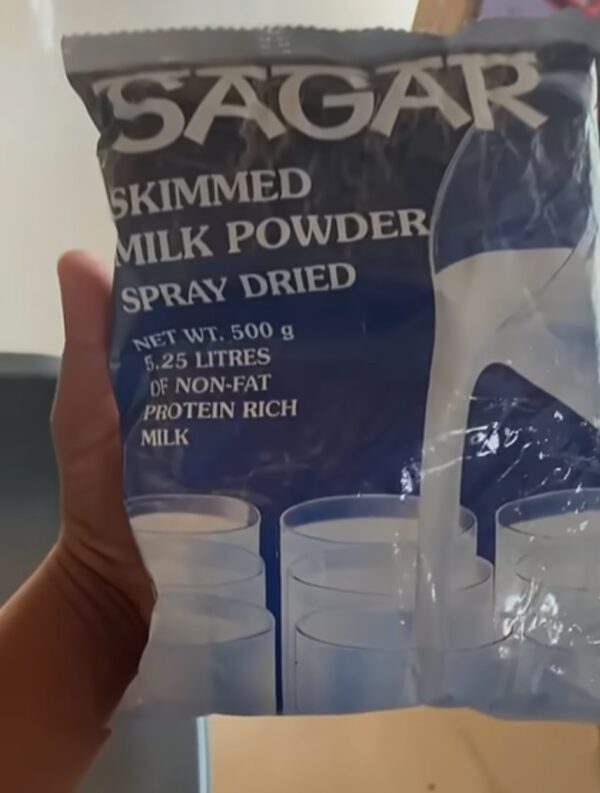 SAGAR
SKIMMED
MILK POWDER
SPRAY DRIED
NET WT. 500 g
5.25 LITRES
OF NON-FAT
PROTEIN RICH
MILK